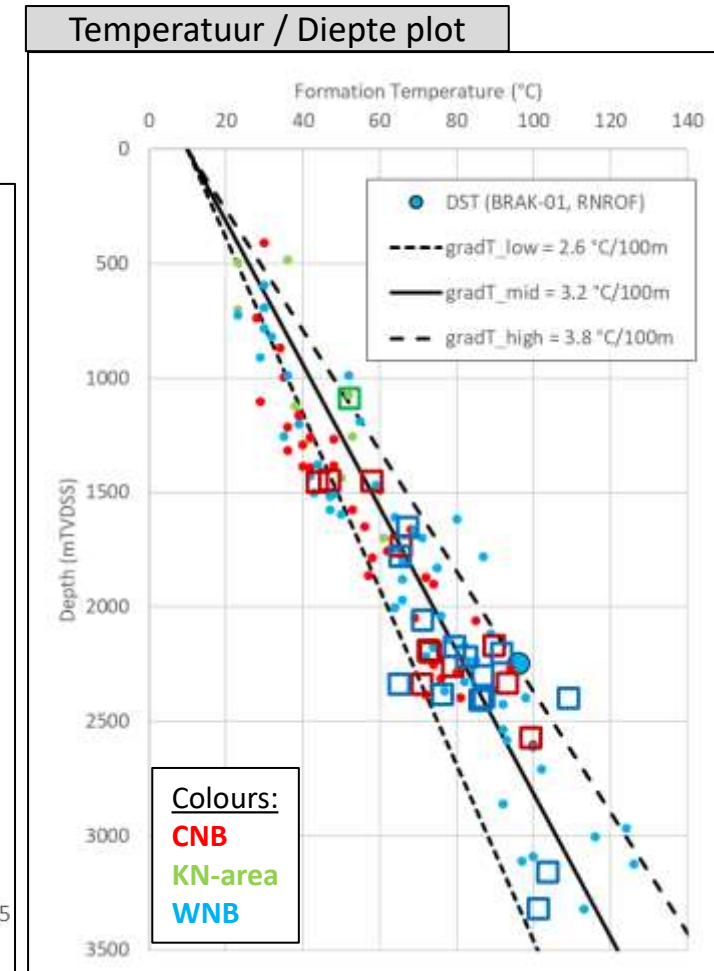 Temperatuur / Diepte plot
Formation Temperature (°C)
0 20 40 60 80 100 120 140
0
500
1000
1500
2000
2500
3000
3500
Depth (mTVDSS)
DST (BRAK-01, RNROF)
gradT_low = 2.6 °C/100m
gradT_mid = 3.2 °C/100m
gradT_high = 3.8 °C/100m
Colours:
CNB
KN-area
WNB
5